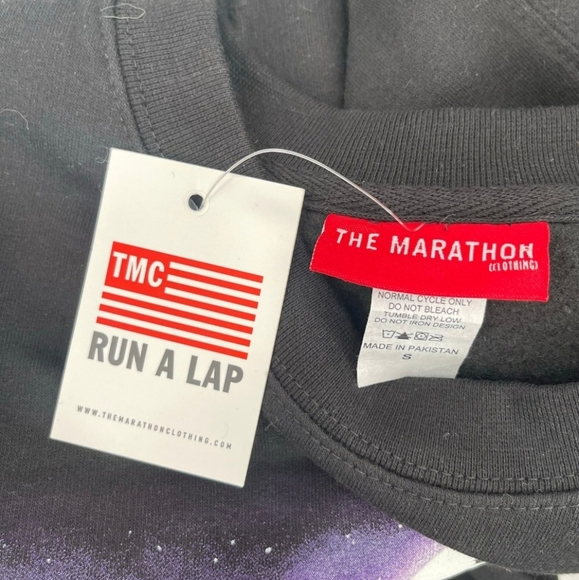 TMC
RUN A LAP
WWW.THEMARATHONCLOTHING.COM
THE MARATHON
(CLOTHING)
NORMAL CYCLE ONLY
DO NOT BLEACH
TUMBLE DRY LOW
DO NOT IRON DESIGN
MADE IN PAKISTAN
S